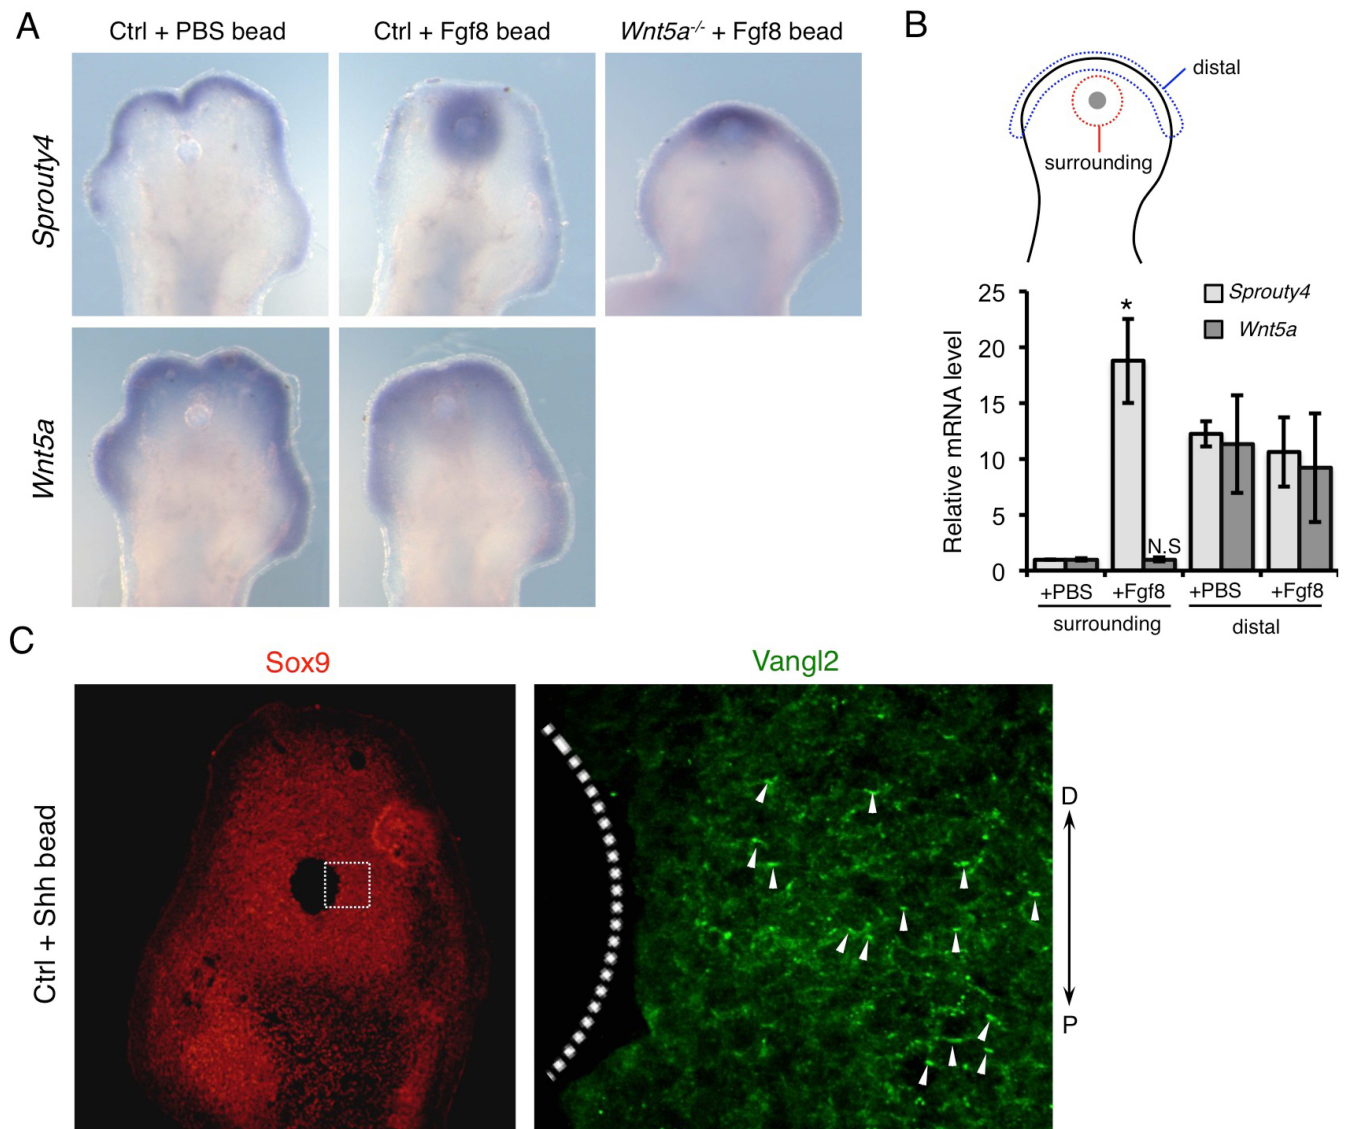 A
Ctrl + PBS bead
Ctrl + Fgf8 bead
Wnt5a-/- + Fgf8 bead
Sprouty4
Wnt5a
B
distal
surrounding
Relative mRNA level
25
20
15
10
5
0
Sprouty4
Wnt5a
*
N.S
+PBS
+Fgf8
+PBS
+Fgf8
surrounding
distal
C
Sox9
Vangl2
Ctrl + Shh bead
D
P